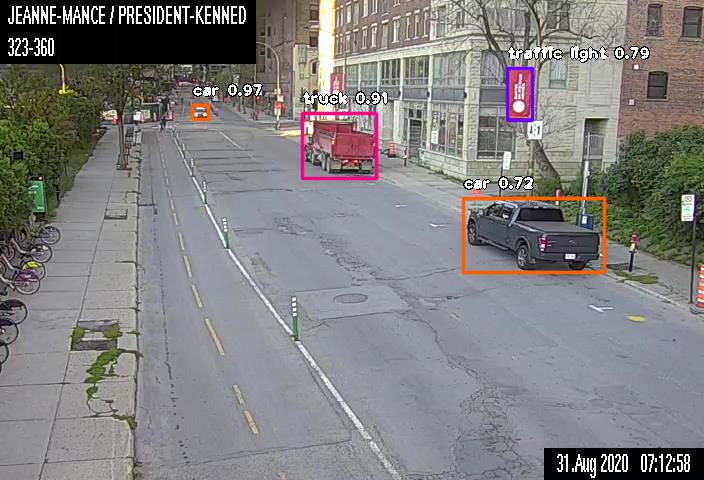 JEANNE-MANCE / PRESIDENT-KENNED
323-360
traffic light 0.79
car 0.97
truck 0.91
car 0.72
31.Aug 2020 07:12:58